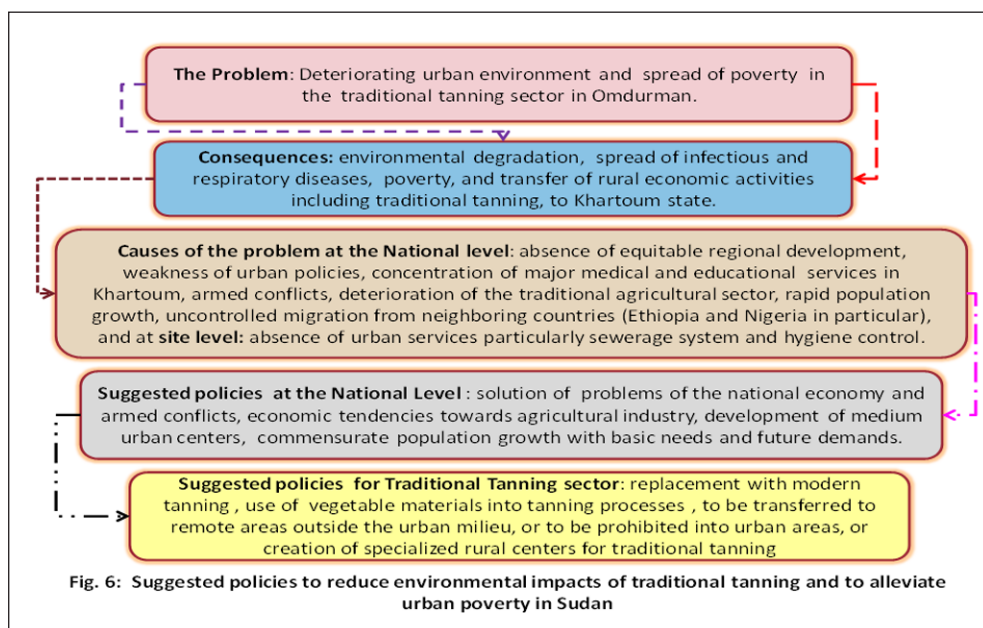 The Problem: Deteriorating urban environment and spread of poverty in
the traditional tanning sector in Omdurman.
Consequences: environmental degradation, spread of infectious and
respiratory diseases, poverty, and transfer of rural economic activities
including traditional tanning, to Khartoum state.
Causes of the problem at the National level: absence of equitable regional development,
weakness of urban policies, concentration of major medical and educational services in
Khartoum, armed conflicts, deterioration of the traditional agricultural sector, rapid population
growth, uncontrolled migration from neighboring countries (Ethiopia and Nigeria in particular),
and at site level: absence of urban services particularly sewerage system and hygiene control.
Suggested policies at the National Level : solution of problems of the national economy and
armed conflicts, economic tendencies towards agricultural industry, development of medium
urban centers, commensurate population growth with basic needs and future demands.
Suggested policies for Traditional Tanning sector: replacement with modern
tanning , use of vegetable materials into tanning processes , to be transferred to
remote areas outside the urban milieu, or to be prohibited into urban areas, or
creation of specialized rural centers for traditional tanning
Fig. 6: Suggested policies to reduce environmental impacts of traditional tanning and to alleviate
urban poverty in Sudan